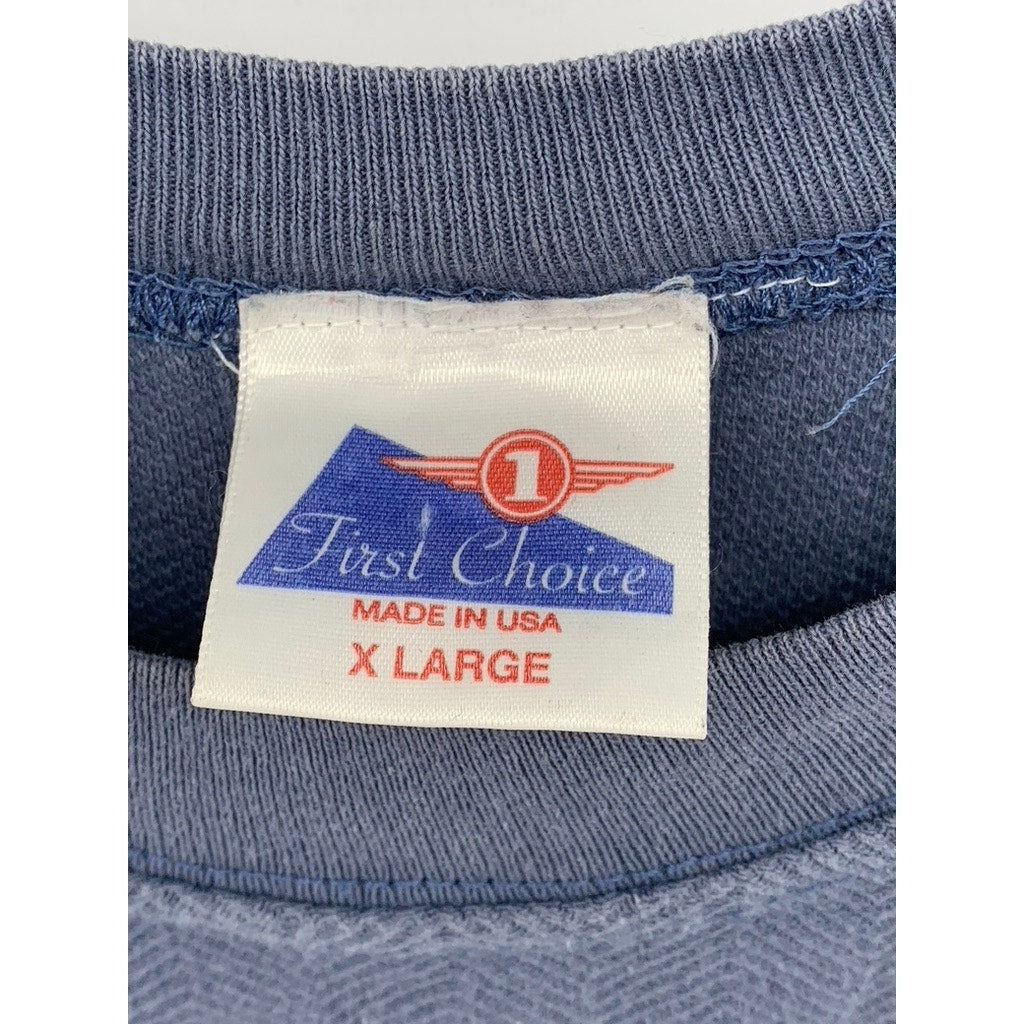 1
First Choice
MADE IN USA
X LARGE